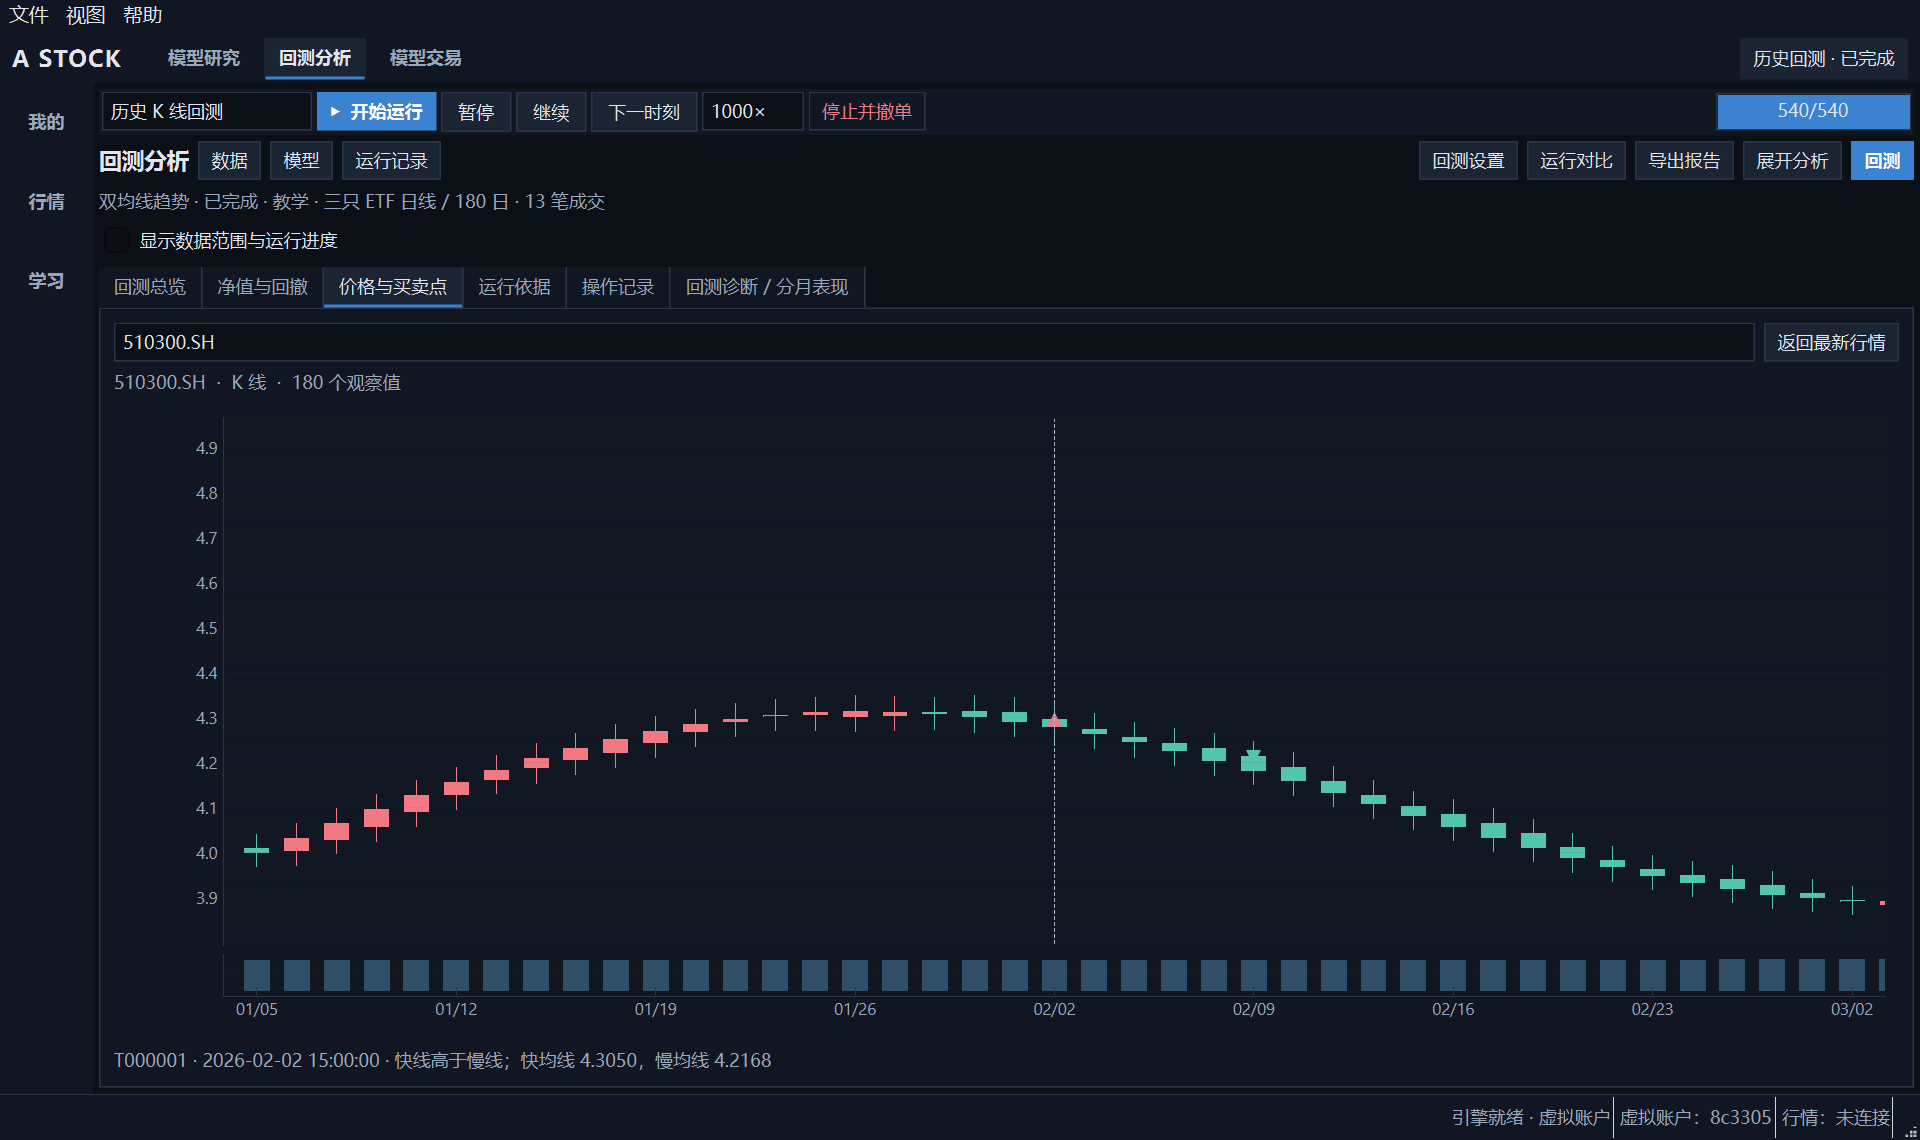 文件 视图 帮助
A STOCK 模型研究 回测分析 模型交易 历史回测 · 已完成
我的
行情
学习
历史 K 线回测 开始运行 暂停 继续 下一时刻 1000× 停止并撤单 540/540
回测分析 数据 模型 运行记录 回测设置 运行对比 导出报告 展开分析 回测
双均线趋势 · 已完成 · 教学 · 三只 ETF 日线 / 180 日 · 13 笔成交
显示数据范围与运行进度
回测总览 净值与回撤 价格与买卖点 运行依据 操作记录 回测诊断 / 分月表现
510300.SH 返回最新行情
510300.SH · K 线 · 180 个观察值
4.9
4.8
4.7
4.6
4.5
4.4
4.3
4.2
4.1
4.0
3.9
01/05 01/12 01/19 01/26 02/02 02/09 02/16 02/23 03/02
T000001 · 2026-02-02 15:00:00 · 快线高于慢线；快均线 4.3050，慢均线 4.2168
引擎就绪 · 虚拟账户 虚拟账户：8c3305 行情：未连接